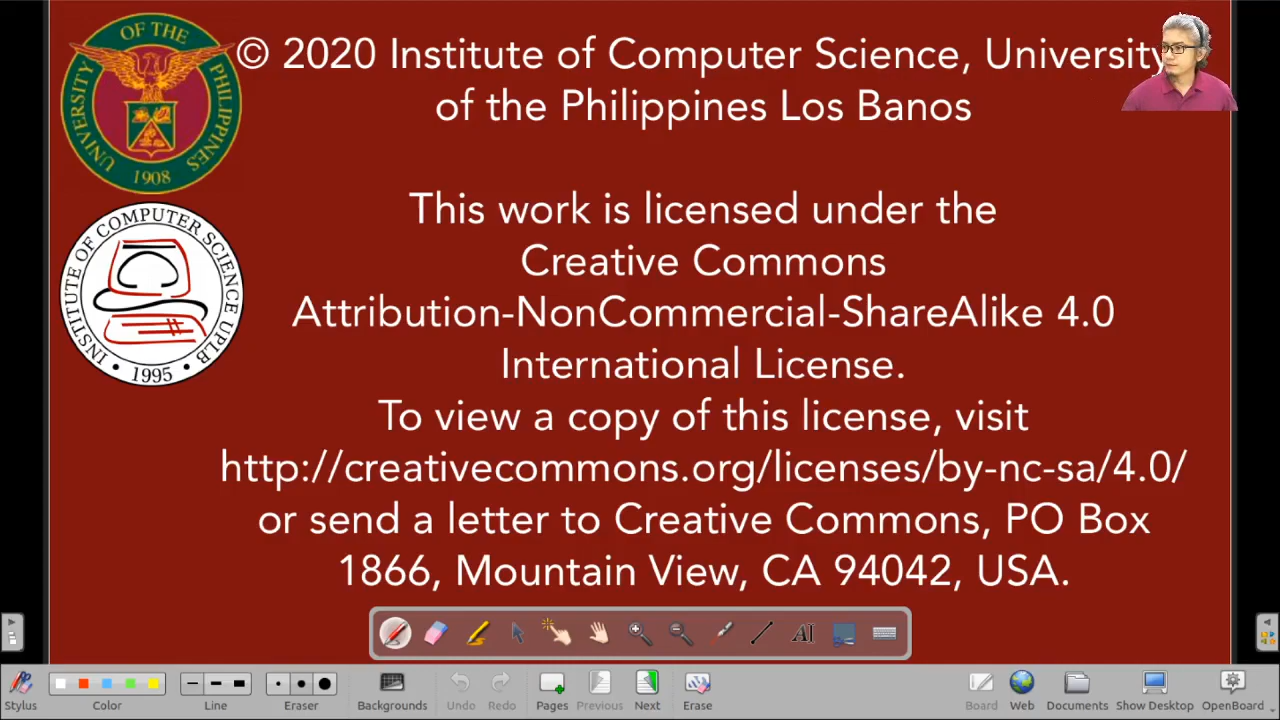 UNIVERSITY OF THE PHILIPPINES
1908
INSTITUTE OF COMPUTER SCIENCE UPLB
• 1995 •
© 2020 Institute of Computer Science, University
of the Philippines Los Banos
This work is licensed under the
Creative Commons
Attribution-NonCommercial-ShareAlike 4.0
International License.
To view a copy of this license, visit
http://creativecommons.org/licenses/by-nc-sa/4.0/
or send a letter to Creative Commons, PO Box
1866, Mountain View, CA 94042, USA.
AI
Stylus Color Line Eraser Backgrounds Undo Redo Pages Previous Next Erase Board Web Documents Show Desktop OpenBoard